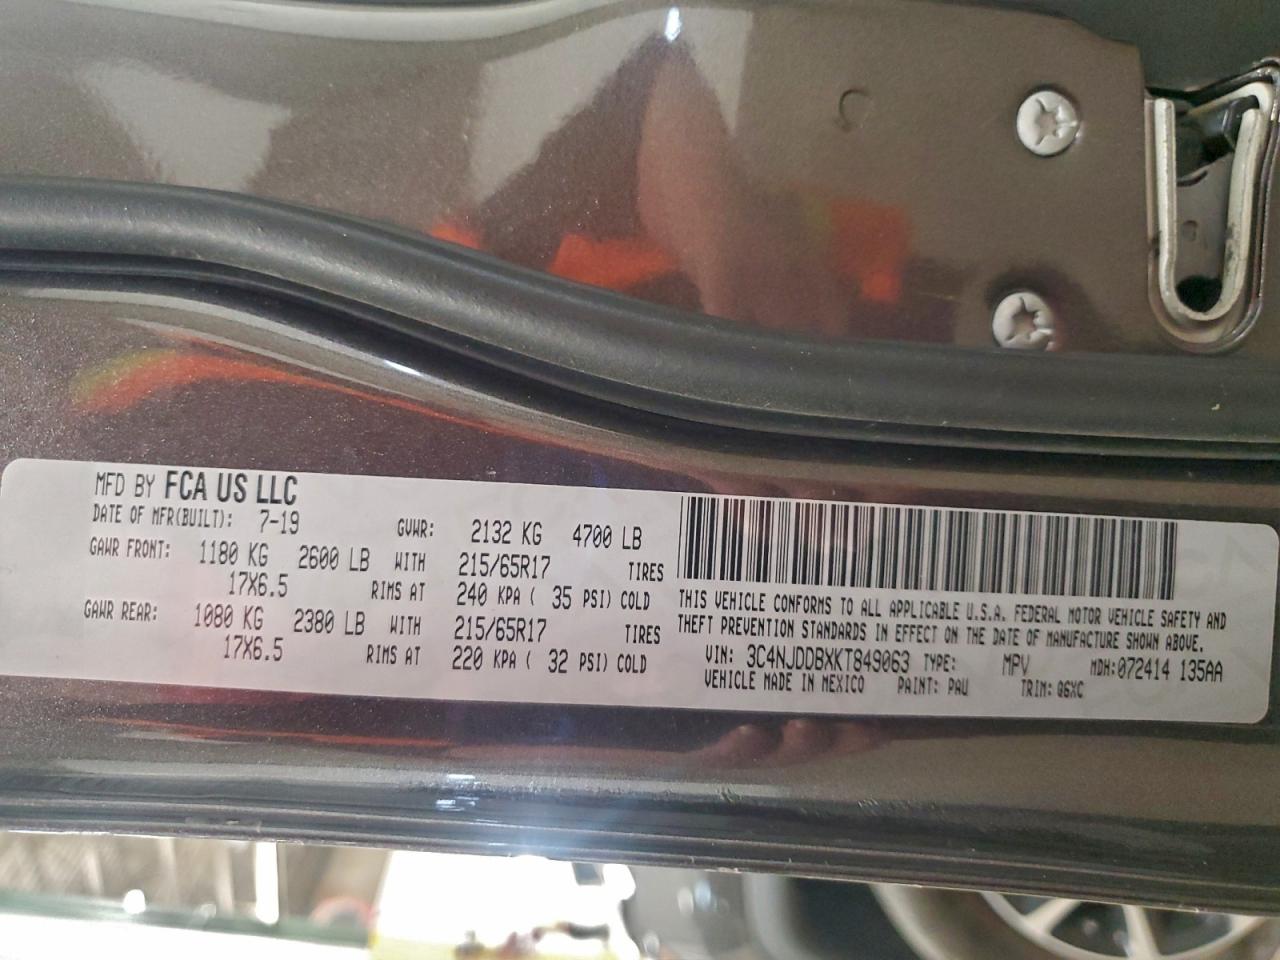 MFD BY FCA US LLC
DATE OF MFR(BUILT): 7-19 GVWR: 2132 KG 4700 LB
GAWR FRONT: 1180 KG 2600 LB WITH 215/65R17 TIRES
17X6.5 RIMS AT 240 KPA ( 35 PSI) COLD
GAWR REAR: 1080 KG 2380 LB WITH 215/65R17 TIRES
17X6.5 RIMS AT 220 KPA ( 32 PSI) COLD
THIS VEHICLE CONFORMS TO ALL APPLICABLE U.S.A. FEDERAL MOTOR VEHICLE SAFETY AND
THEFT PREVENTION STANDARDS IN EFFECT ON THE DATE OF MANUFACTURE SHOWN ABOVE.
VIN: 3C4NJDDBXKT849063 TYPE: MPV MDH:072414 135AA
VEHICLE MADE IN MEXICO PAINT: PAU TRIM: Q6XC